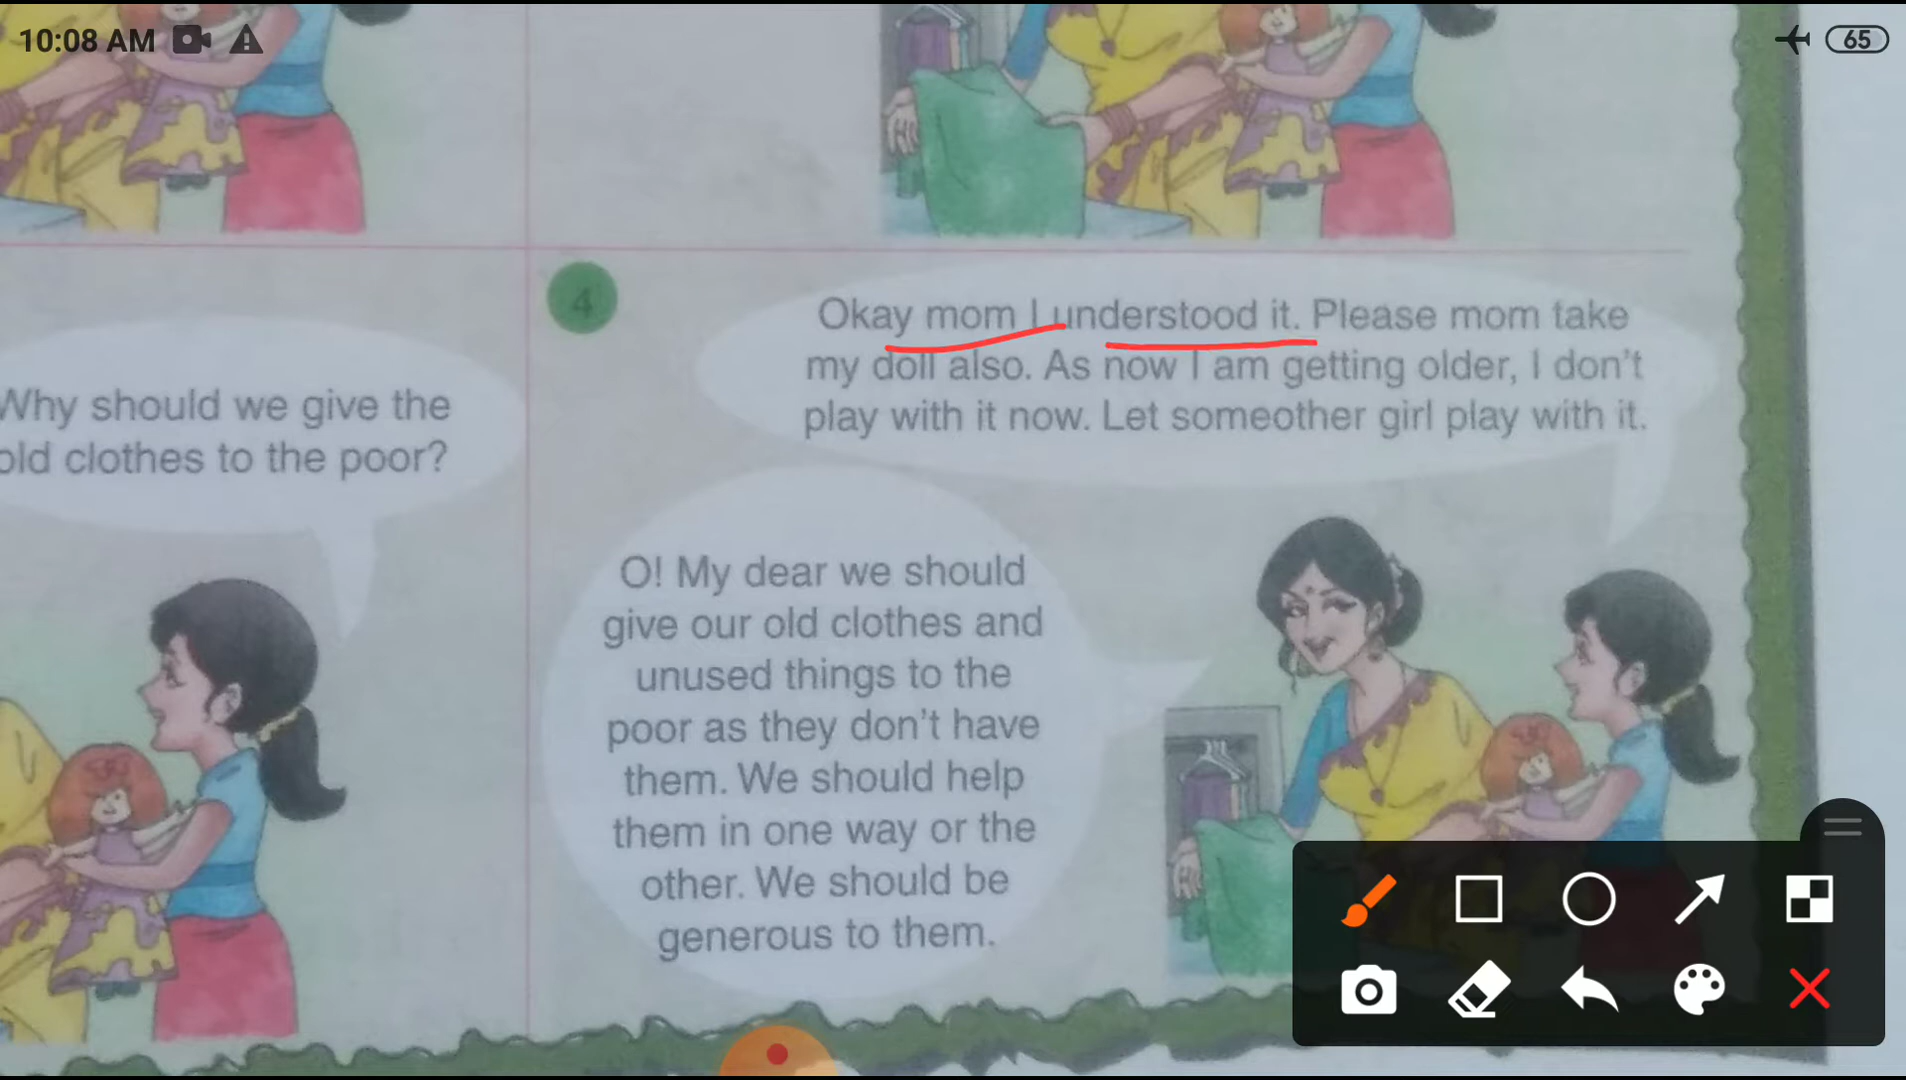 10:08 AM
65
4
Okay mom I understood it. Please mom take
my doll also. As now I am getting older, I don't
play with it now. Let someother girl play with it.
Why should we give the
old clothes to the poor?
O! My dear we should
give our old clothes and
unused things to the
poor as they don't have
them. We should help
them in one way or the
other. We should be
generous to them.